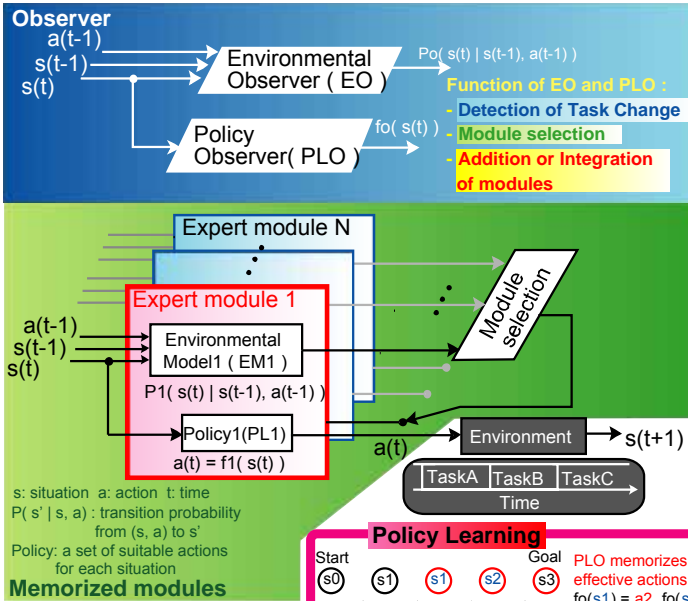 Observer
a(t-1)
s(t-1)
s(t)
Environmental
Observer ( EO )
Po( s(t) | s(t-1), a(t-1) )
Policy
Observer( PLO )
fo( s(t) )
Function of EO and PLO :
- Detection of Task Change
- Module selection
- Addition or Integration
of modules
Expert module N
Expert module 1
a(t-1)
s(t-1)
s(t)
Environmental
Model1 ( EM1 )
P1( s(t) | s(t-1), a(t-1) )
Policy1(PL1)
a(t) = f1( s(t) )
Module
selection
a(t)
Environment
s(t+1)
TaskA TaskB TaskC
Time
s: situation a: action t: time
P( s' | s, a) : transition probability
from (s, a) to s'
Policy: a set of suitable actions
for each situation
Memorized modules
Policy Learning
Start
Goal
s0 s1 s1 s2 s3
PLO memorizes
effective actions
fo(s1) = a2 fo(s